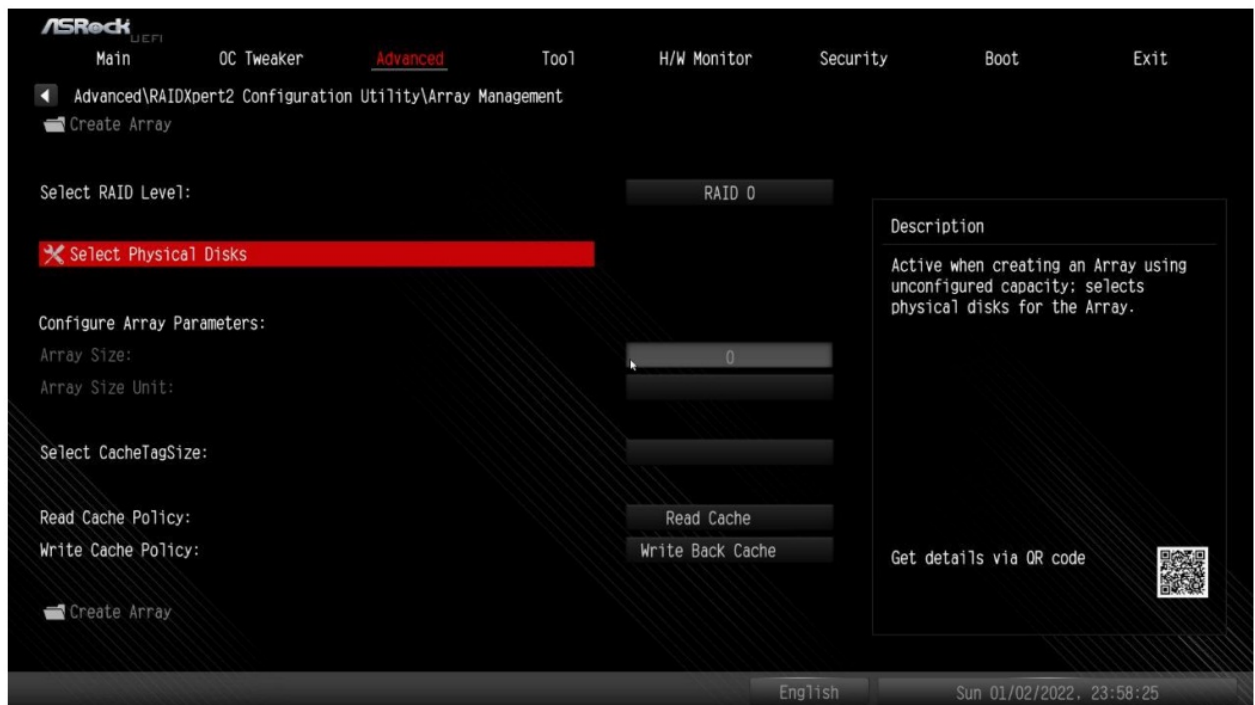 ASRock
UEFI
Main OC Tweaker Advanced Tool H/W Monitor Security Boot Exit
Advanced\RAIDXpert2 Configuration Utility\Array Management
Create Array
Select RAID Level: RAID 0
Select Physical Disks
Configure Array Parameters:
Array Size: 0
Array Size Unit:
Select CacheTagSize:
Read Cache Policy: Read Cache
Write Cache Policy: Write Back Cache
Create Array
Description
Active when creating an Array using
unconfigured capacity; selects
physical disks for the Array.
Get details via QR code
English Sun 01/02/2022, 23:58:25